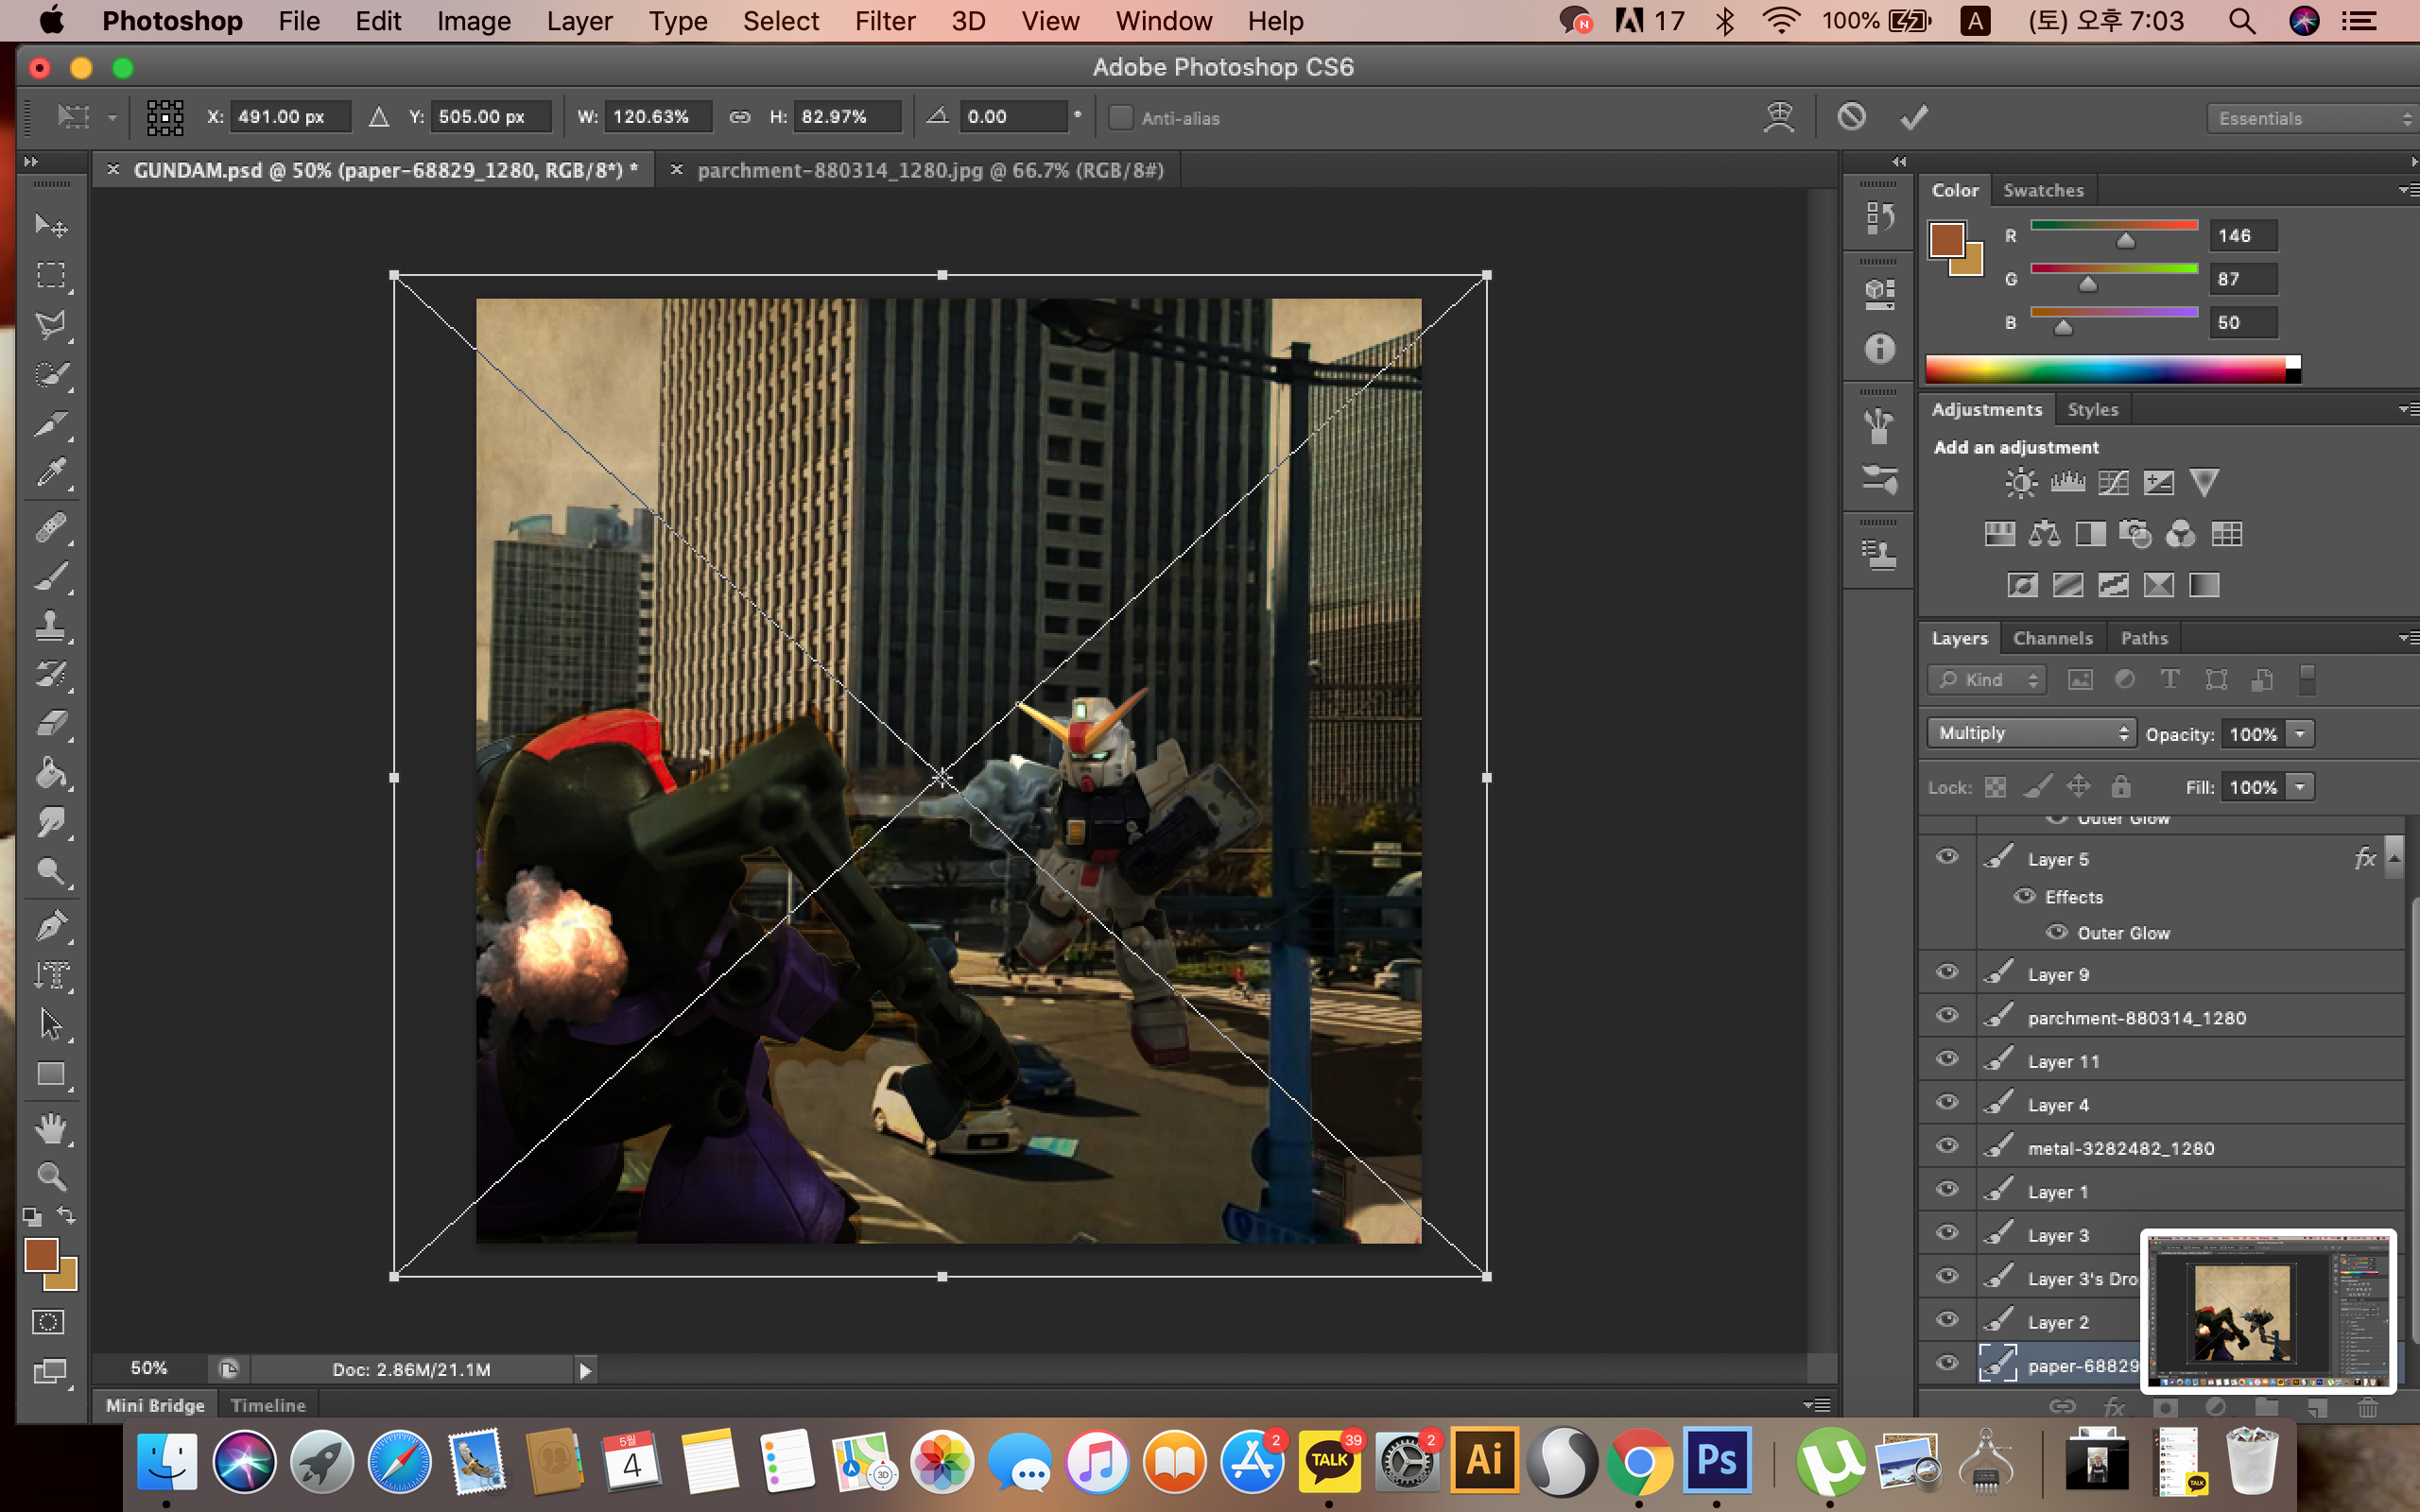 Photoshop File Edit Image Layer Type Select Filter 3D View Window Help N 17 100% A (토) 오후 7:03
Adobe Photoshop CS6
X: 491.00 px Y: 505.00 px W: 120.63% H: 82.97% 0.00 ° Anti-alias Essentials
× GUNDAM.psd @ 50% (paper-68829_1280, RGB/8*) * × parchment-880314_1280.jpg @ 66.7% (RGB/8#)
Color Swatches
R 146
G 87
B 50
Adjustments Styles
Add an adjustment
Layers Channels Paths
Kind
Multiply Opacity: 100%
Lock: Fill: 100%
Outer Glow
Layer 5 fx
Effects
Outer Glow
Layer 9
parchment-880314_1280
Layer 11
Layer 4
metal-3282482_1280
Layer 1
Layer 3
Layer 3's Dro
Layer 2
paper-68829
50% Doc: 2.86M/21.1M
Mini Bridge Timeline
fx
5월
4
3D
2
TALK
39
2
Ai
Ps
µ
TALK